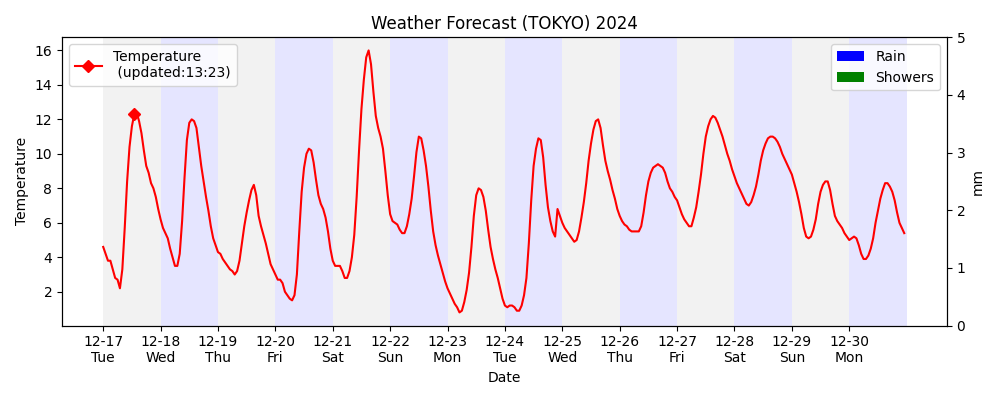 Weather Forecast (TOKYO) 2024
Temperature
(updated:13:23)
Rain
Showers
Temperature
16
14
12
10
8
6
4
2
5
4
3
2
1
0
mm
12-17 12-18 12-19 12-20 12-21 12-22 12-23 12-24 12-25 12-26 12-27 12-28 12-29 12-30
Tue Wed Thu Fri Sat Sun Mon Tue Wed Thu Fri Sat Sun Mon
Date